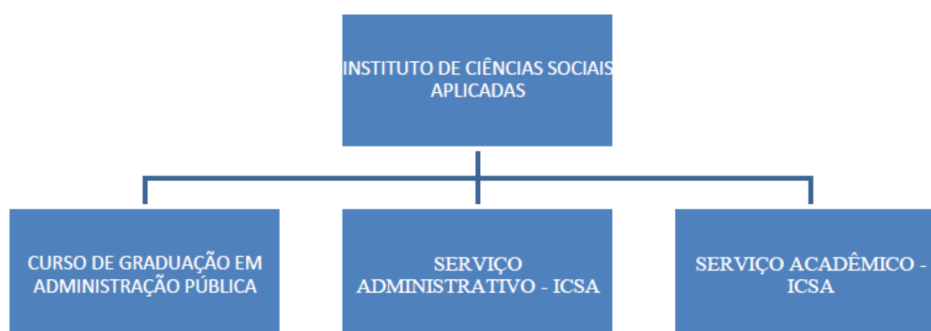 INSTITUTO DE CIÊNCIAS SOCIAIS
APLICADAS
CURSO DE GRADUAÇÃO EM
ADMINISTRAÇÃO PÚBLICA
SERVIÇO
ADMINISTRATIVO - ICSA
SERVIÇO ACADÊMICO -
ICSA